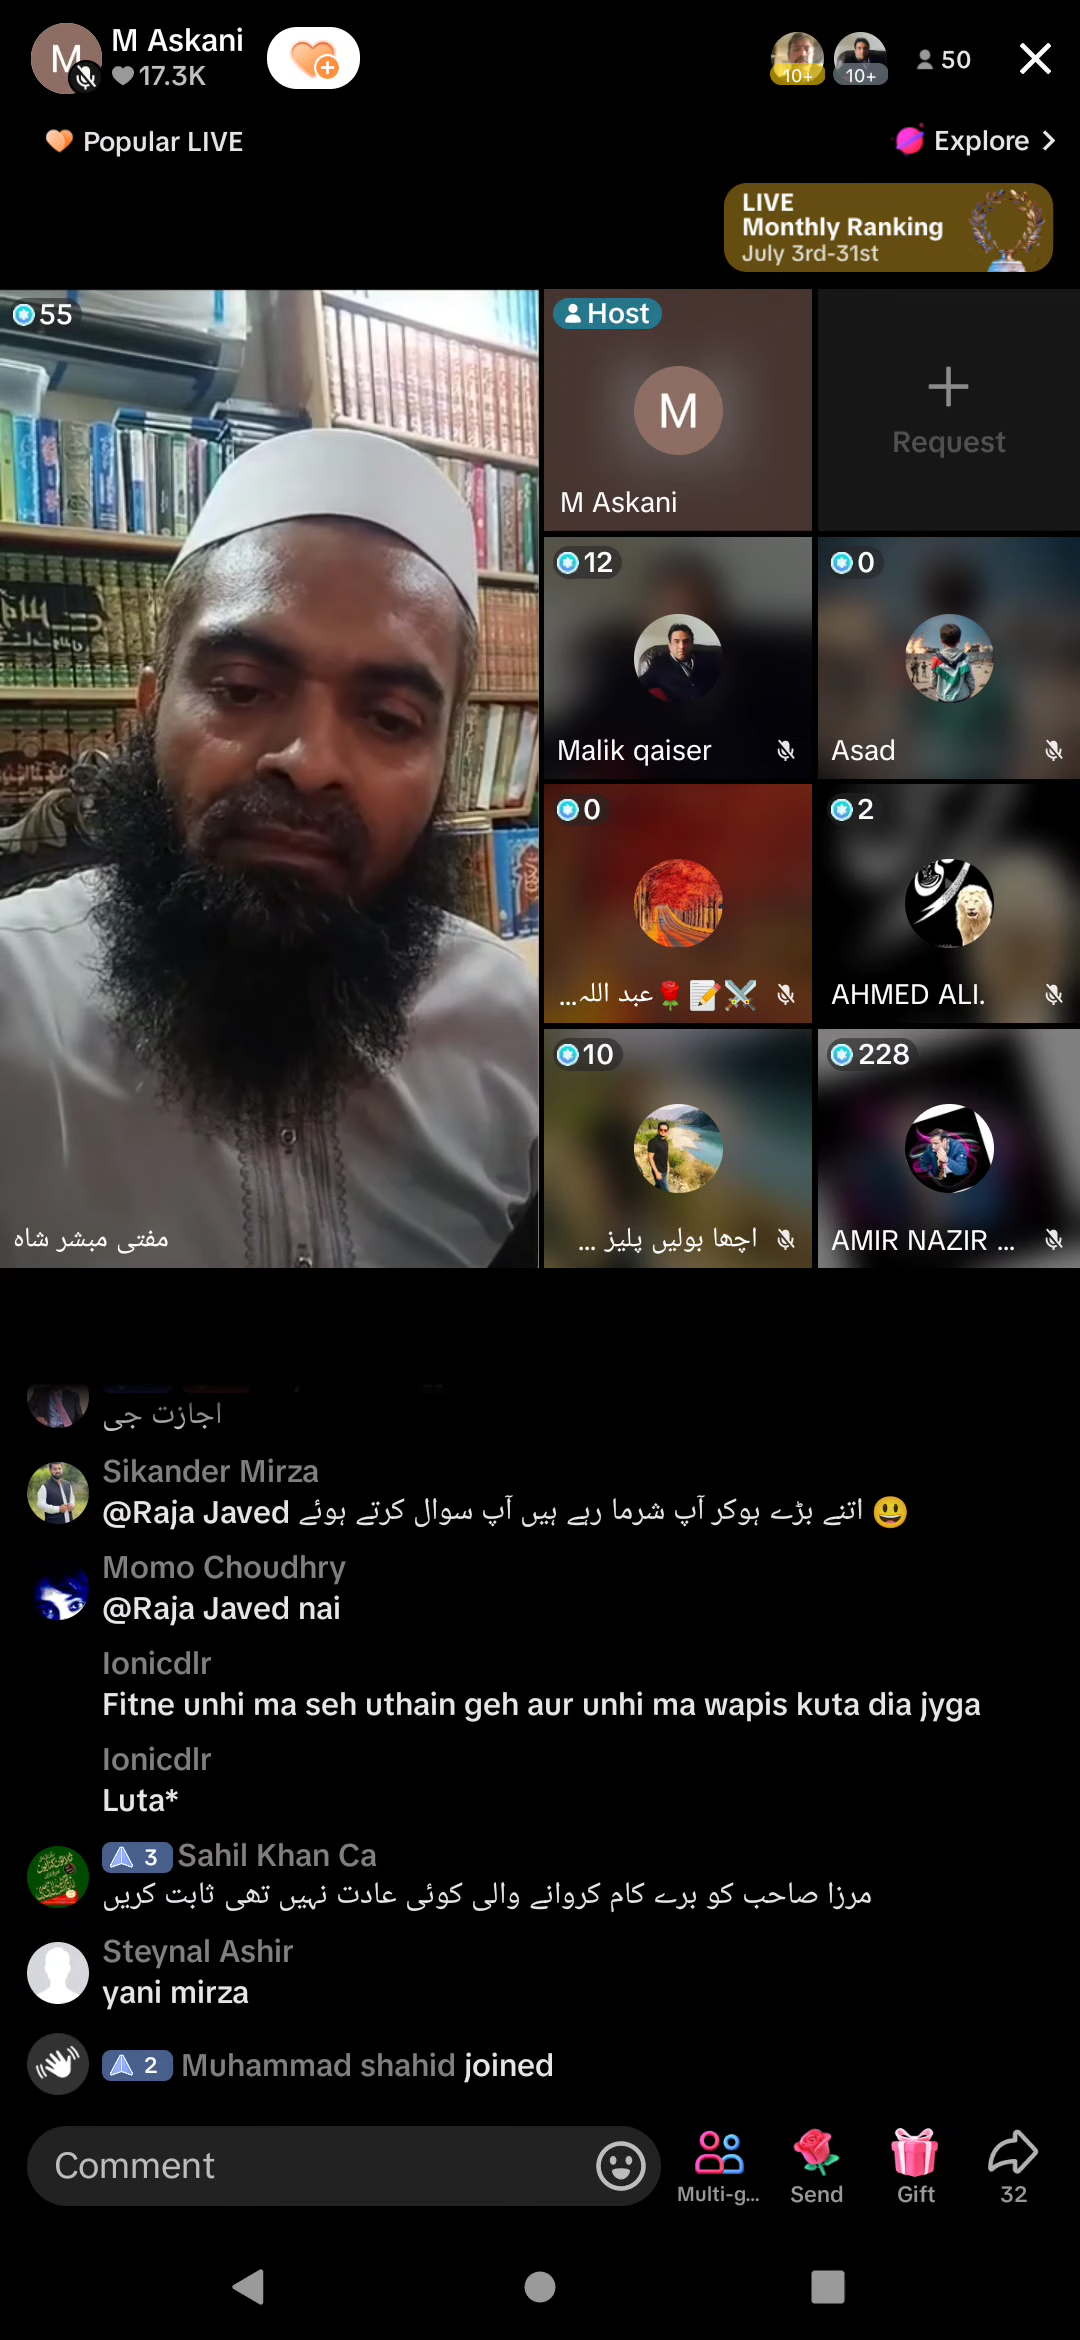 M Askani
17.3K
10+
10+
50
Popular LIVE
Explore
LIVE
Monthly Ranking
July 3rd-31st
55
Host
M
M Askani
Request
12
Malik qaiser
0
Asad
0
عبد اللہ...
2
AHMED ALI.
10
اچھا بولیں پلیز ...
228
AMIR NAZIR ...
مفتی مبشر شاہ
اجازت جی
Sikander Mirza
@Raja Javed اتنے بڑے ہوکر آپ شرما رہے ہیں آپ سوال کرتے ہوئے 😃
Momo Choudhry
@Raja Javed nai
Ionicdlr
Fitne unhi ma seh uthain geh aur unhi ma wapis kuta dia jyga
Ionicdlr
Luta*
3 Sahil Khan Ca
مرزا صاحب کو برے کام کروانے والی کوئی عادت نہیں تھی ثابت کریں
Steynal Ashir
yani mirza
2 Muhammad shahid joined
Comment
Multi-g...
Send
Gift
32